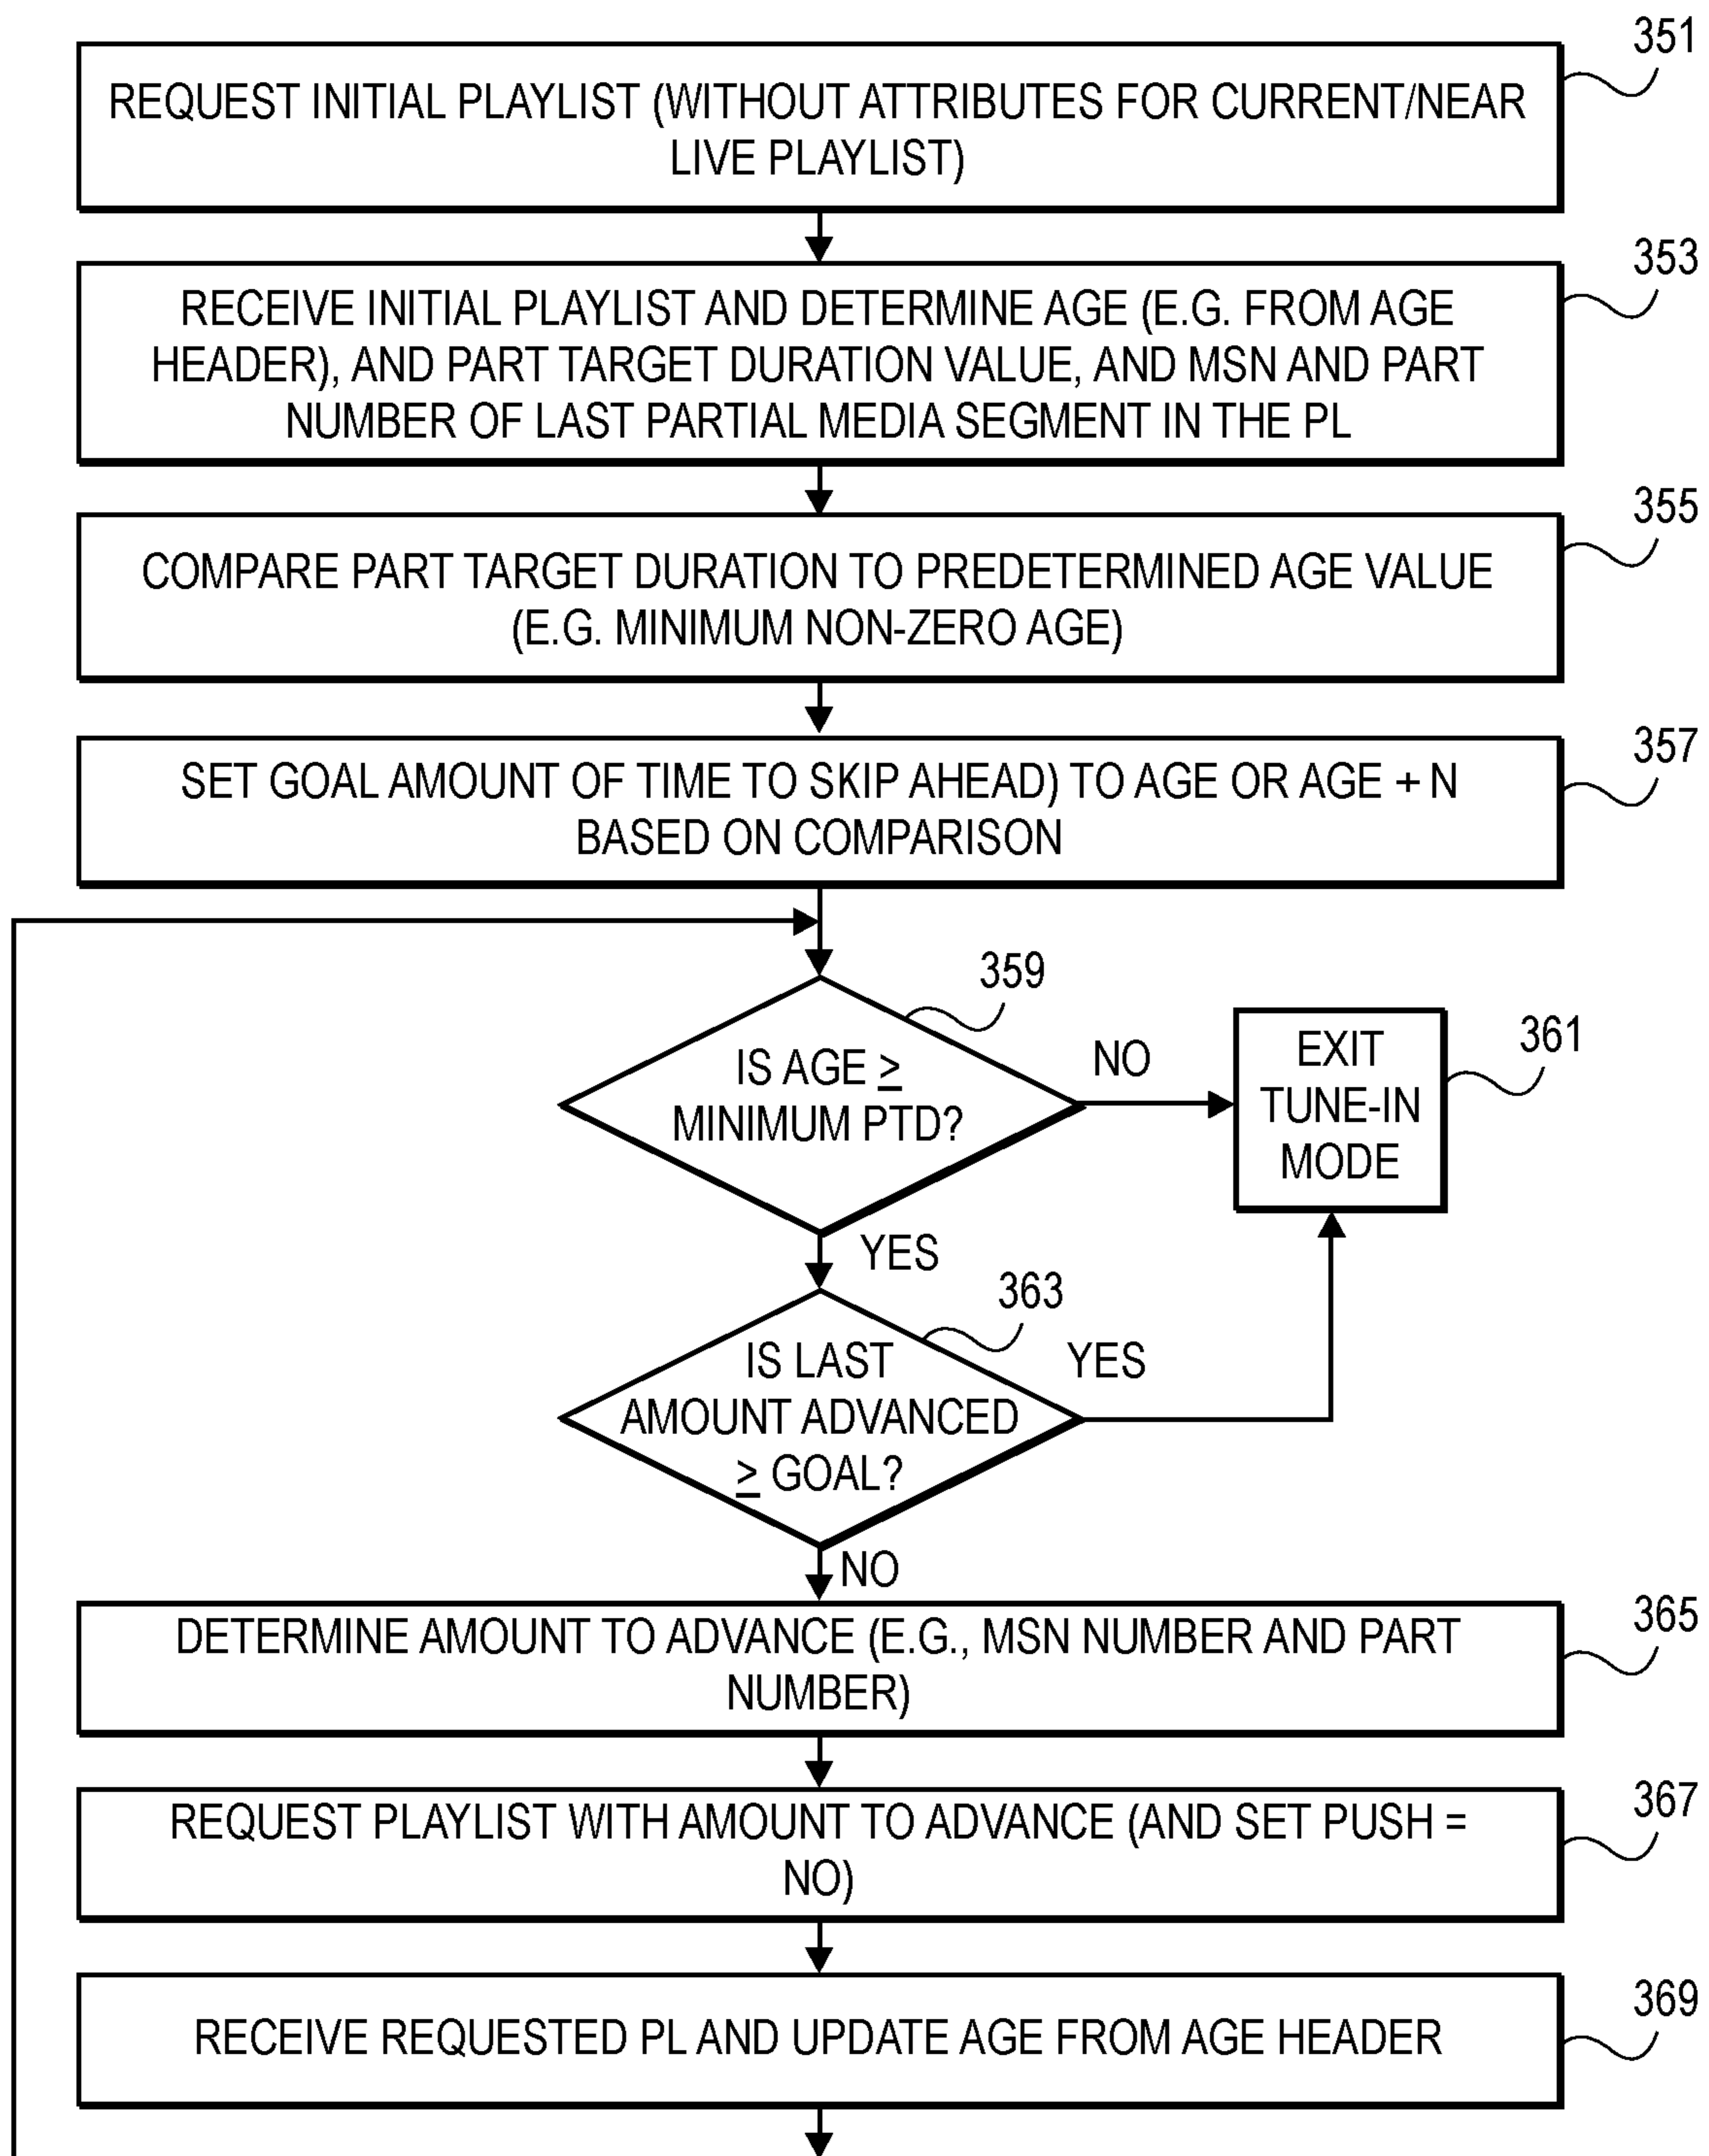 351
REQUEST INITIAL PLAYLIST (WITHOUT ATTRIBUTES FOR CURRENT/NEAR
LIVE PLAYLIST)
353
RECEIVE INITIAL PLAYLIST AND DETERMINE AGE (E.G. FROM AGE
HEADER), AND PART TARGET DURATION VALUE, AND MSN AND PART
NUMBER OF LAST PARTIAL MEDIA SEGMENT IN THE PL
355
COMPARE PART TARGET DURATION TO PREDETERMINED AGE VALUE
(E.G. MINIMUM NON-ZERO AGE)
357
SET GOAL AMOUNT OF TIME TO SKIP AHEAD) TO AGE OR AGE + N
BASED ON COMPARISON
359
IS AGE ≥
MINIMUM PTD?
NO
361
EXIT
TUNE-IN
MODE
YES
363
IS LAST
AMOUNT ADVANCED
≥ GOAL?
YES
NO
365
DETERMINE AMOUNT TO ADVANCE (E.G., MSN NUMBER AND PART
NUMBER)
367
REQUEST PLAYLIST WITH AMOUNT TO ADVANCE (AND SET PUSH =
NO)
369
RECEIVE REQUESTED PL AND UPDATE AGE FROM AGE HEADER